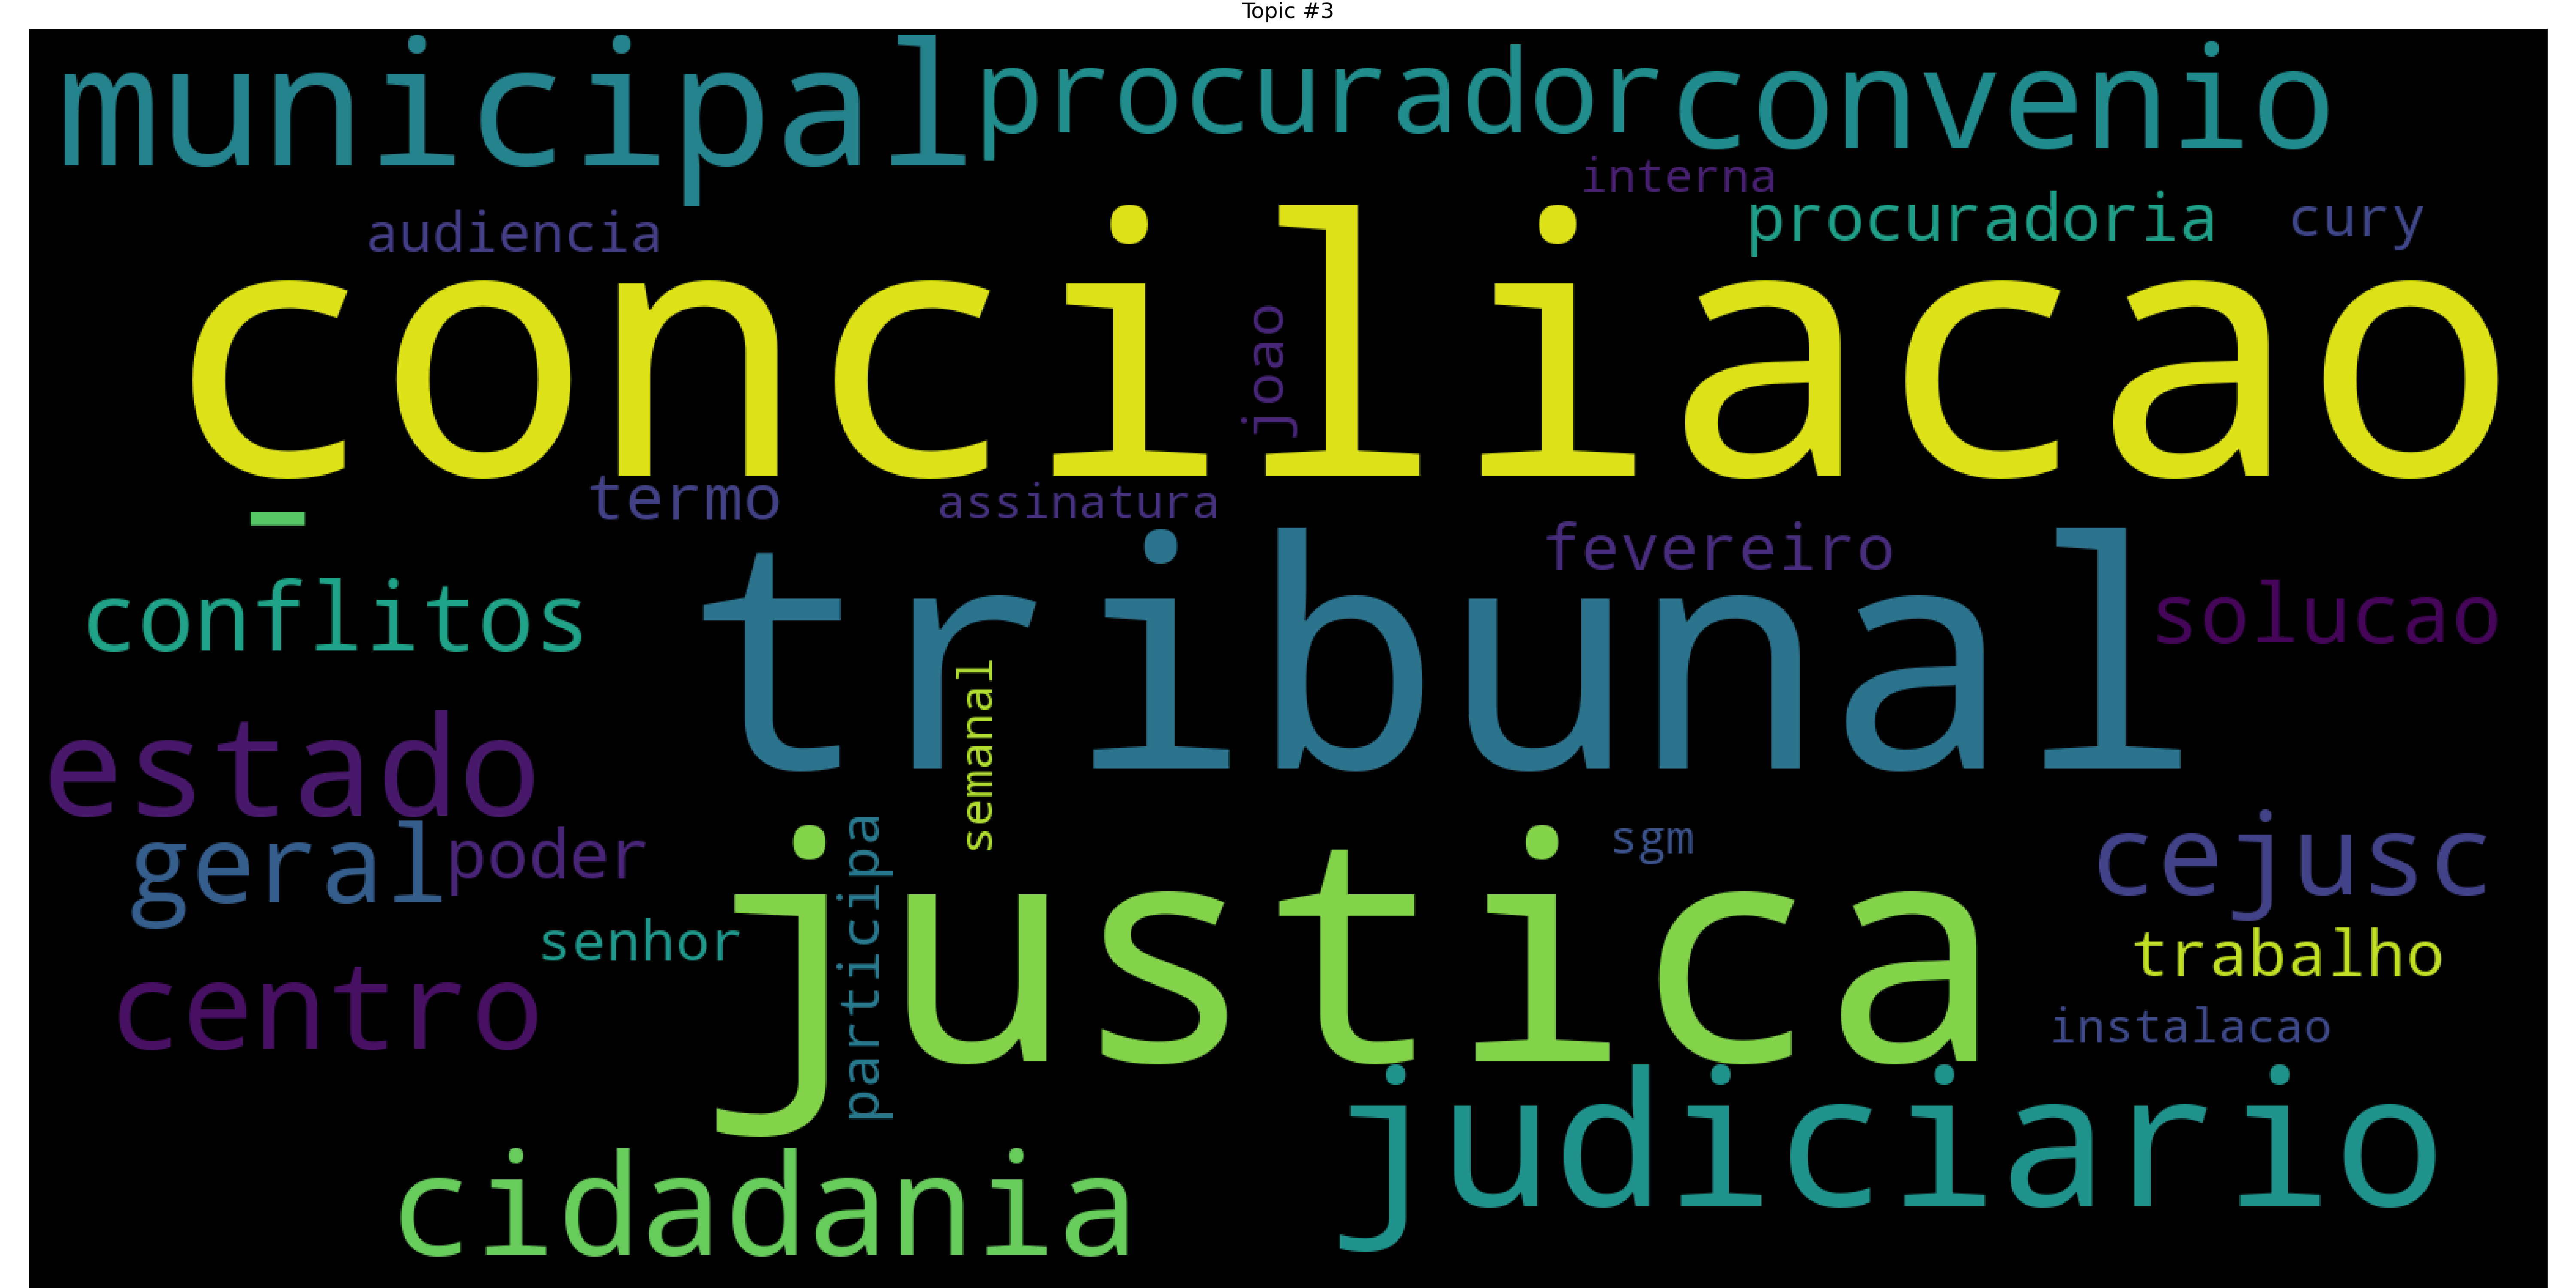 Topic #3
municipal
procurador
convenio
interna
audiencia
procuradoria
cury
conciliacao
joao
termo
assinatura
–
fevereiro
conflitos
tribunal
solucao
semanal
estado
geral
poder
participa
sgm
cejusc
justica
senhor
trabalho
centro
instalacao
judiciario
cidadania